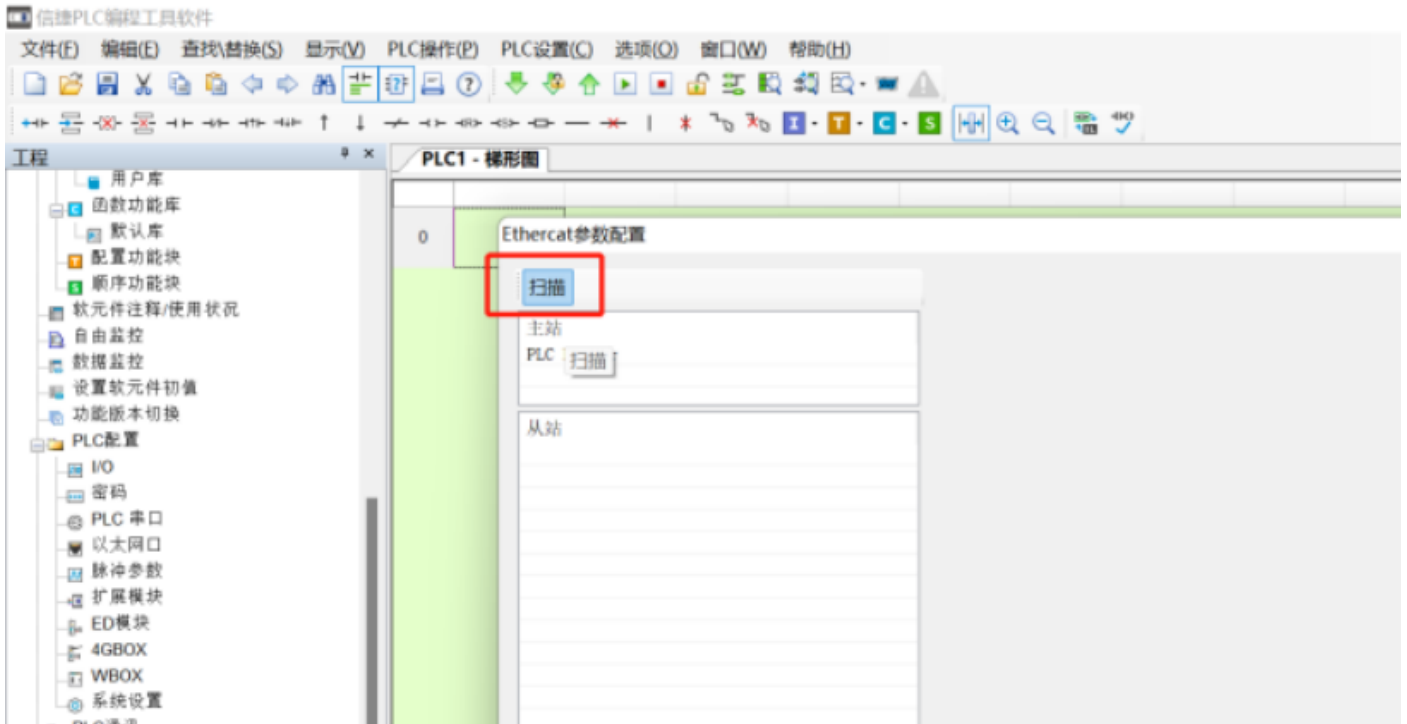 信捷PLC编程工具软件
文件(F) 编辑(E) 查找\替换(S) 显示(V) PLC操作(P) PLC设置(C) 选项(O) 窗口(W) 帮助(H)
工程
PLC1 - 梯形图
用户库
函数功能库
默认库
配置功能块
顺序功能块
软元件注释/使用状况
自由监控
数据监控
设置软元件初值
功能版本切换
PLC配置
I/O
密码
PLC 串口
以太网口
脉冲参数
扩展模块
ED模块
4GBOX
WBOX
系统设置
0
Ethercat参数配置
扫描
主站
PLC
扫描
从站